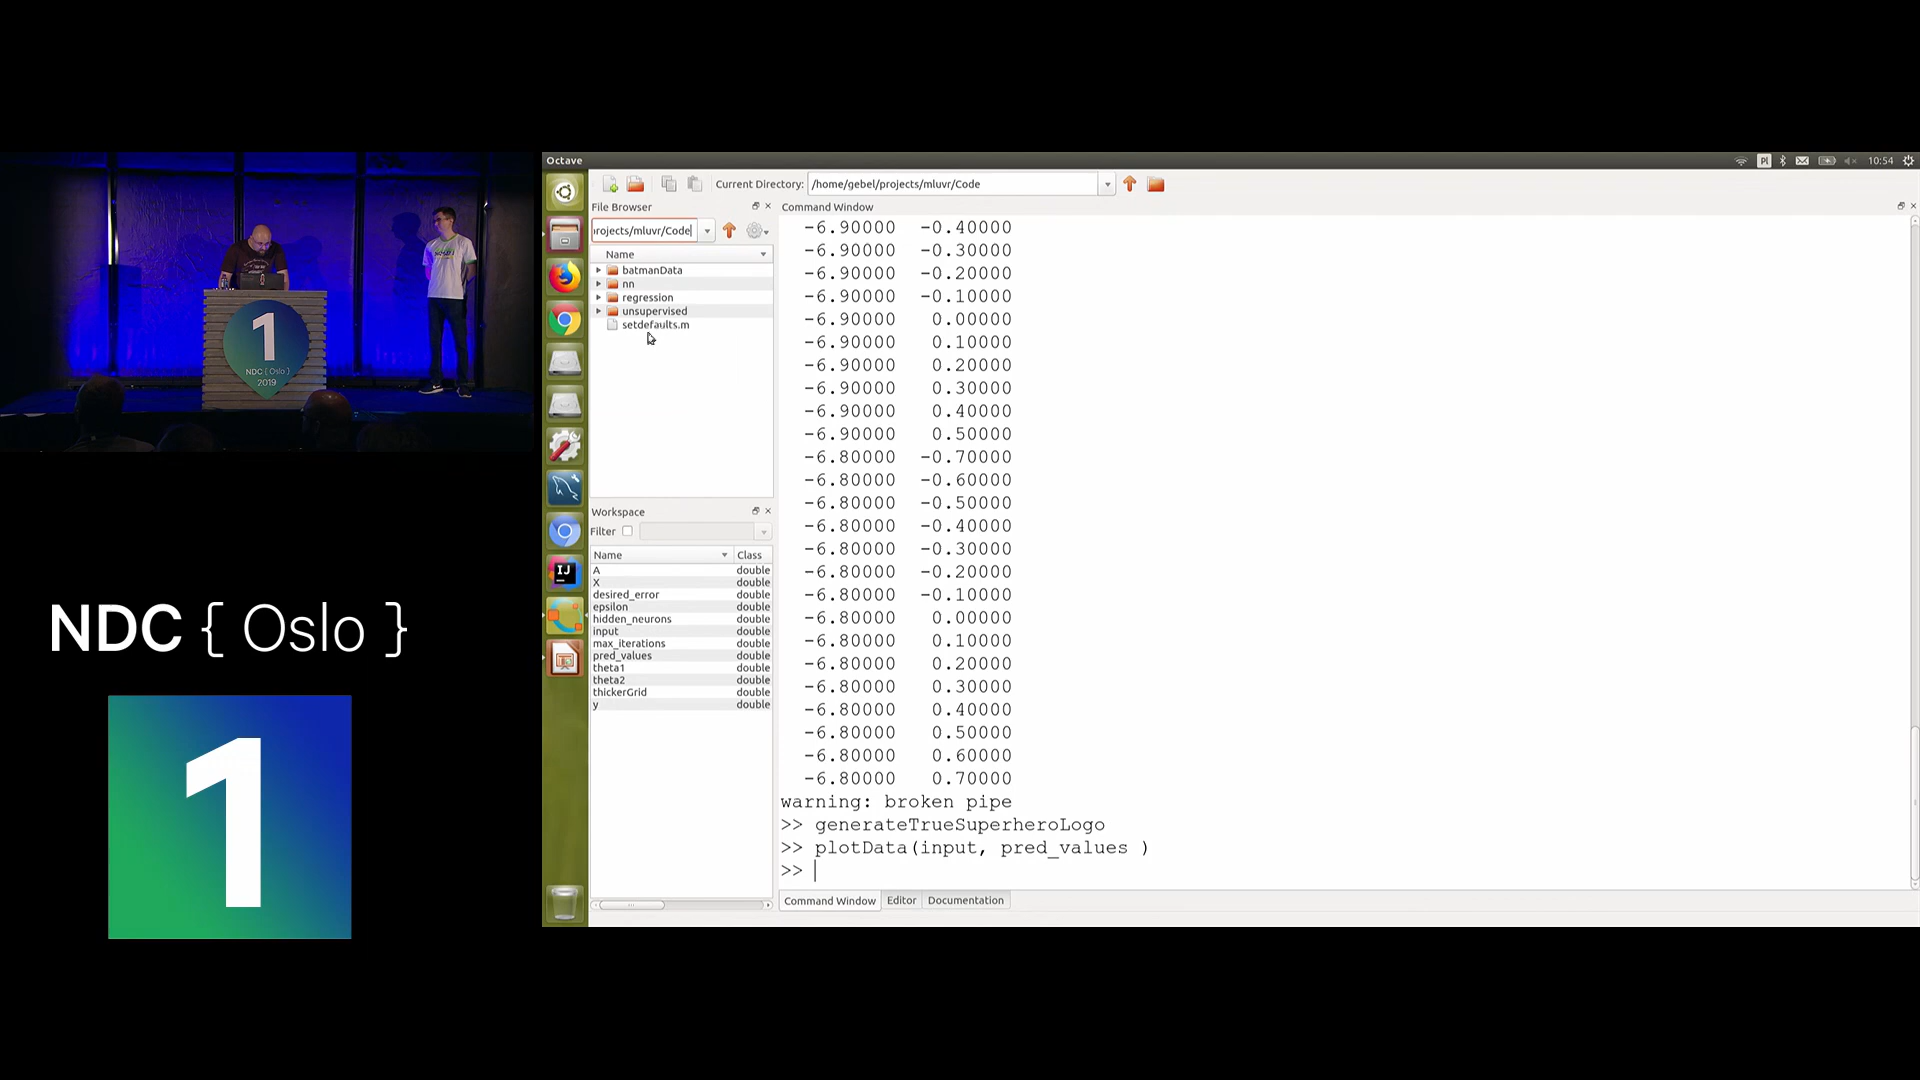 1
NDC { Oslo }
2019
NDC { Oslo }
1
Octave
Pl
10:54
Current Directory: /home/gebel/projects/mluvr/Code
File Browser
rojects/mluvr/Code
Name
batmanData
nn
regression
unsupervised
setdefaults.m
Workspace
Filter
Name Class
A double
X double
desired_error double
epsilon double
hidden_neurons double
input double
max_iterations double
pred_values double
theta1 double
theta2 double
thickerGrid double
y double
Command Window
-6.90000 -0.40000
-6.90000 -0.30000
-6.90000 -0.20000
-6.90000 -0.10000
-6.90000 0.00000
-6.90000 0.10000
-6.90000 0.20000
-6.90000 0.30000
-6.90000 0.40000
-6.90000 0.50000
-6.80000 -0.70000
-6.80000 -0.60000
-6.80000 -0.50000
-6.80000 -0.40000
-6.80000 -0.30000
-6.80000 -0.20000
-6.80000 -0.10000
-6.80000 0.00000
-6.80000 0.10000
-6.80000 0.20000
-6.80000 0.30000
-6.80000 0.40000
-6.80000 0.50000
-6.80000 0.60000
-6.80000 0.70000
warning: broken pipe
>> generateTrueSuperheroLogo
>> plotData(input, pred_values )
>>
Command Window Editor Documentation
IJ